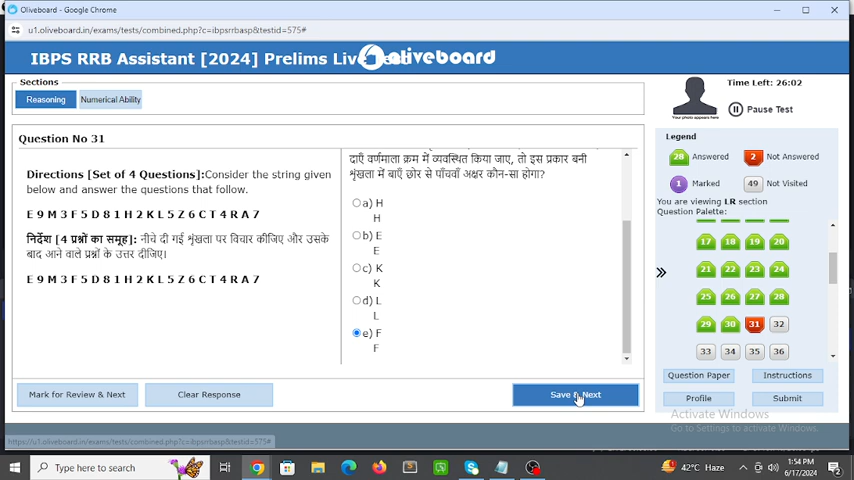 Oliveboard - Google Chrome
u1.oliveboard.in/exams/tests/combined.php?c=ibpsrrbasp&testid=575#
IBPS RRB Assistant [2024] Prelims Live Test
oliveboard
Sections
Reasoning
Numerical Ability
Question No 31
Directions [Set of 4 Questions]:Consider the string given
below and answer the questions that follow.
E 9 M 3 F 5 D 8 1 H 2 K L 5 Z 6 C T 4 R A 7
निर्देश [4 प्रश्नों का समूह]: नीचे दी गई शृंखला पर विचार कीजिए और उसके
बाद आने वाले प्रश्नों के उत्तर दीजिए।
E 9 M 3 F 5 D 8 1 H 2 K L 5 Z 6 C T 4 R A 7
दाएँ वर्णमाला क्रम में व्यवस्थित किया जाए, तो इस प्रकार बनी
शृंखला में बाएँ छोर से पाँचवाँ अक्षर कौन-सा होगा?
a) H
H
b) E
E
c) K
K
d) L
L
e) F
F
Mark for Review & Next
Clear Response
Save & Next
Your photo appears here
Time Left: 26:02
Pause Test
Legend
28 Answered
2 Not Answered
1 Marked
49 Not Visited
You are viewing LR section
Question Palette:
17 18 19 20
21 22 23 24
25 26 27 28
29 30 31 32
33 34 35 36
Question Paper
Instructions
Profile
Submit
Activate Windows
Go to Settings to activate Windows.
https://u1.oliveboard.in/exams/tests/combined.php?c=ibpsrrbasp&testid=575#
Type here to search
42°C Haze
1:54 PM
6/17/2024